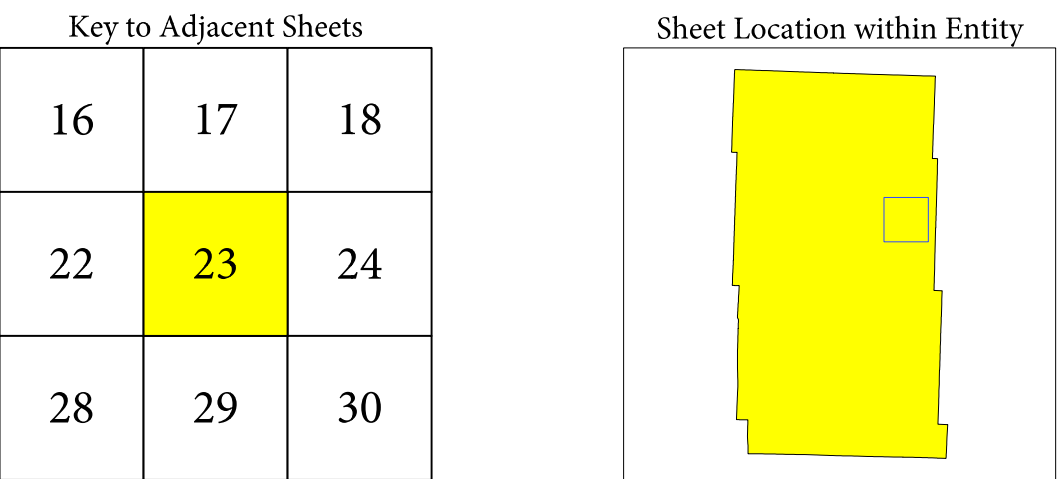 Key to Adjacent Sheets
Sheet Location within Entity
16 17 18
22 23 24
28 29 30